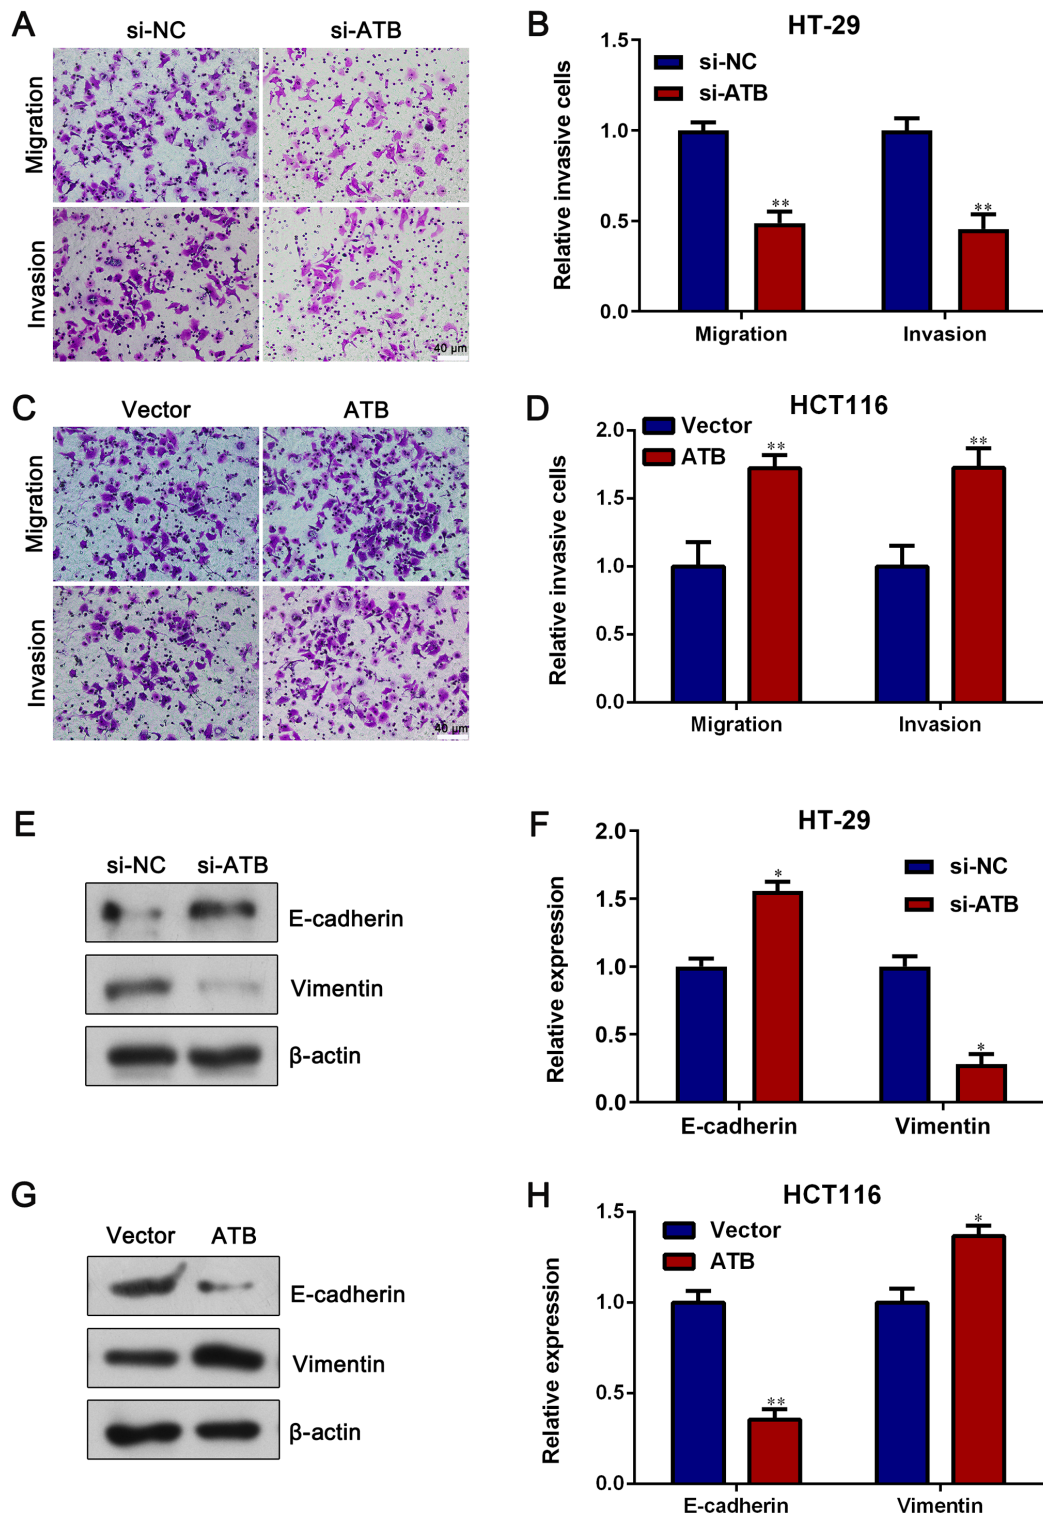 A
si-NC
si-ATB
Migration
Invasion
40 μm
B
HT-29
si-NC
si-ATB
Relative invasive cells
1.5
1.0
0.5
0.0
**
**
Migration
Invasion
C
Vector
ATB
Migration
Invasion
40 μm
D
HCT116
Vector
ATB
Relative invasive cells
2.0
1.5
1.0
0.5
0.0
**
**
Migration
Invasion
E
si-NC
si-ATB
E-cadherin
Vimentin
β-actin
F
HT-29
si-NC
si-ATB
Relative expression
2.0
1.5
1.0
0.5
0.0
*
*
E-cadherin
Vimentin
G
Vector
ATB
E-cadherin
Vimentin
β-actin
H
HCT116
Vector
ATB
Relative expression
1.5
1.0
0.5
0.0
**
*
E-cadherin
Vimentin